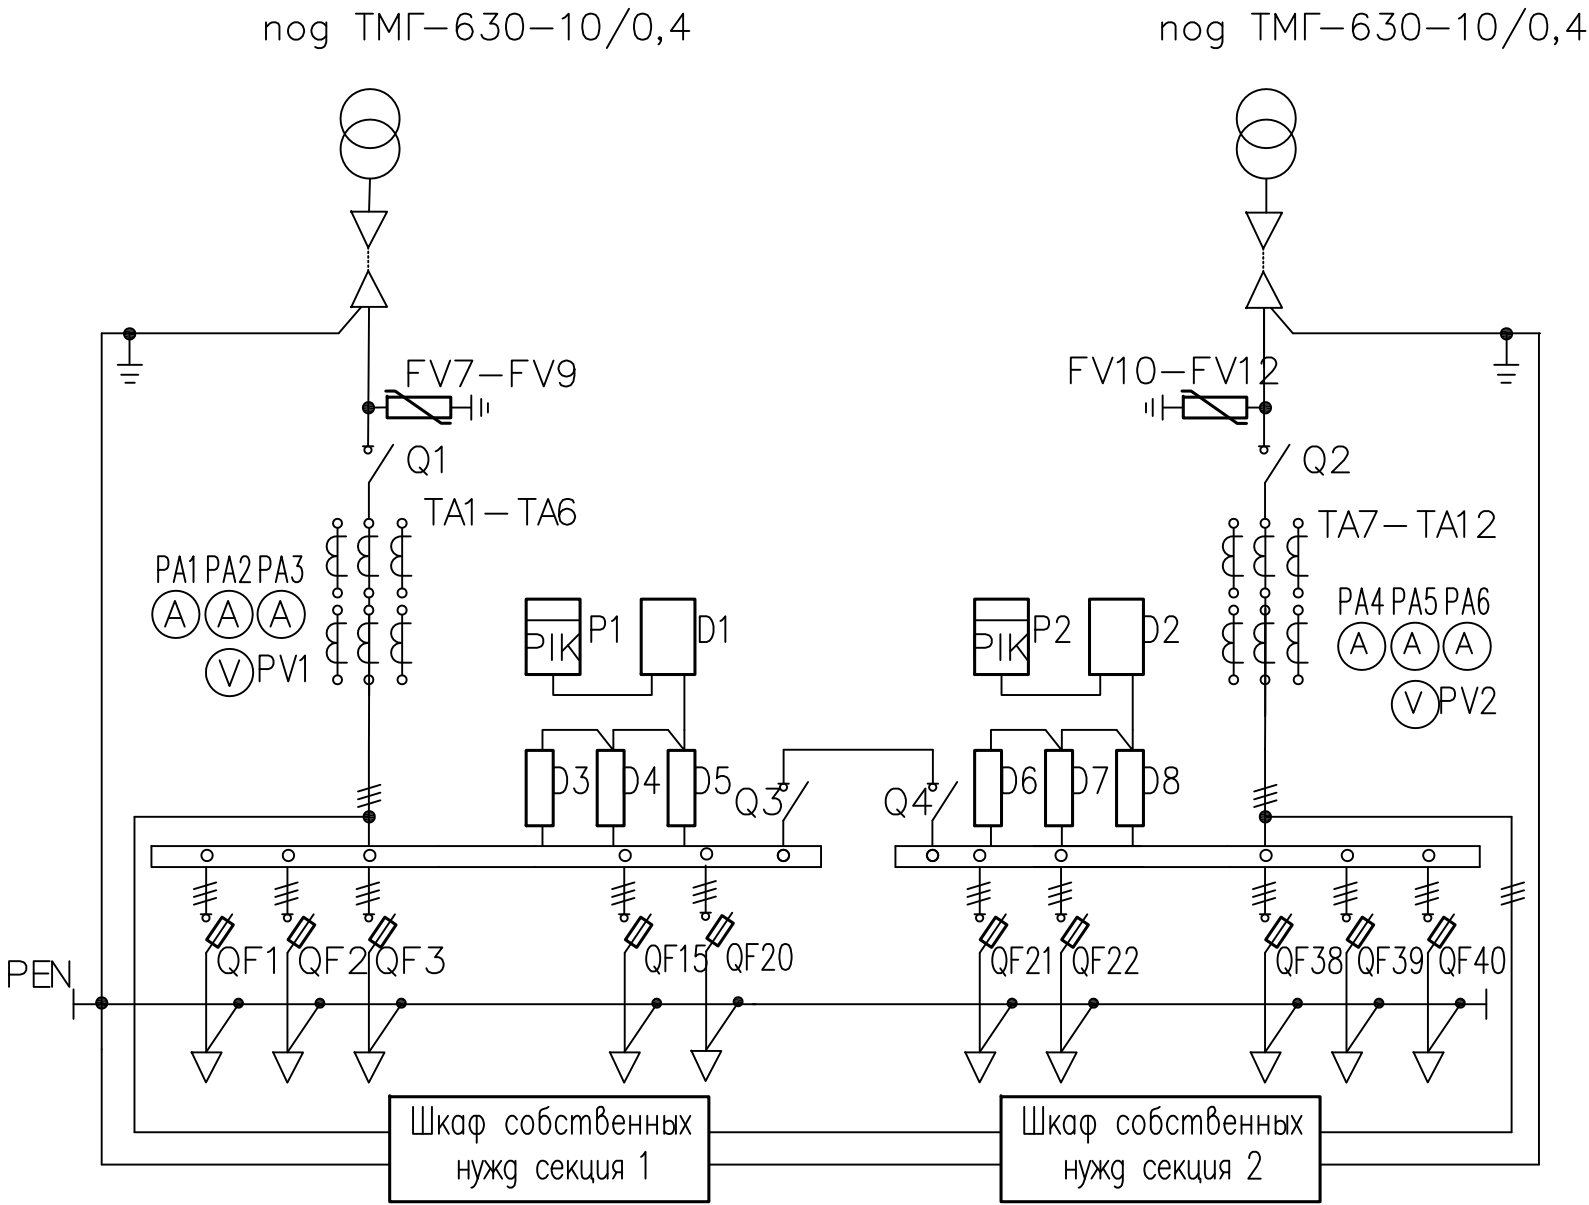 под ТМГ-630-10/0,4
под ТМГ-630-10/0,4
FV7-FV9
FV10-FV12
Q1
Q2
TA1-TA6
TA7-TA12
PA1 PA2 PA3
A A A
V PV1
PIK P1
D1
PIK P2
D2
PA4 PA5 PA6
A A A
V PV2
D3 D4 D5
Q3
Q4
D6 D7 D8
QF1 QF2 QF3 QF15 QF20 QF21 QF22 QF38 QF39 QF40
PEN
Шкаф собственных
нужд секция 1
Шкаф собственных
нужд секция 2